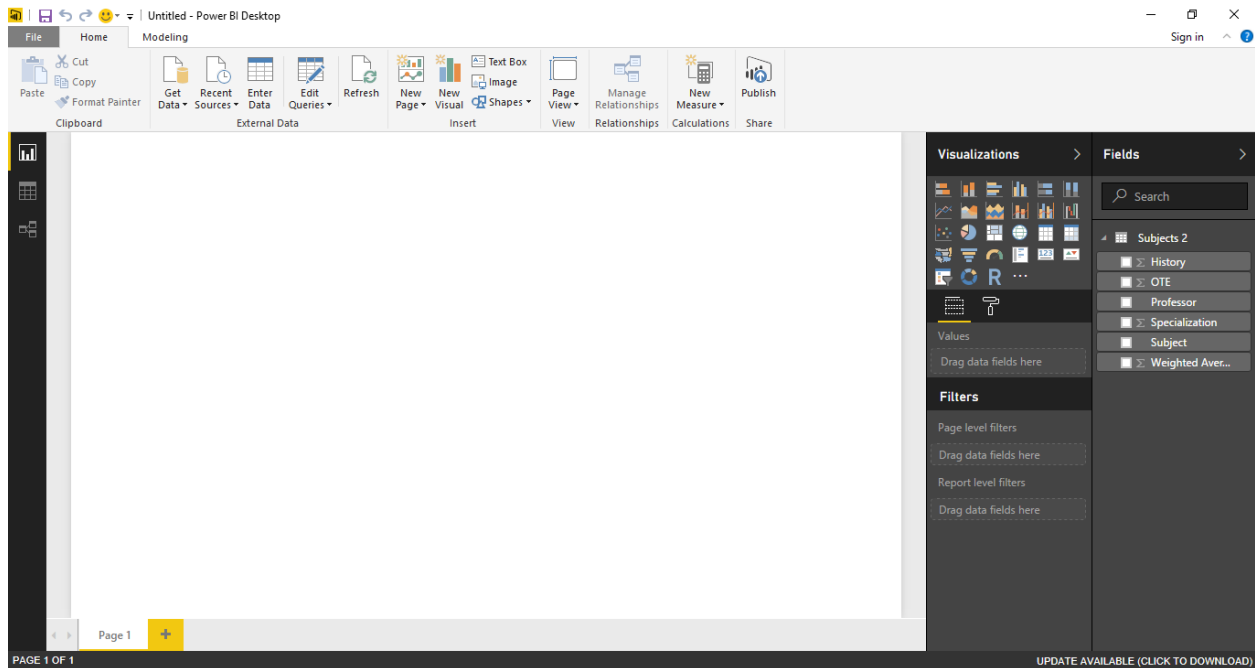 Untitled - Power BI Desktop
File Home Modeling Sign in
Paste
Cut
Copy
Format Painter
Clipboard
Get Data
Recent Sources
Enter Data
Edit Queries
Refresh
External Data
New Page
New Visual
Text Box
Image
Shapes
Insert
Page View
View
Manage Relationships
Relationships
New Measure
Calculations
Publish
Share
Visualizations
123
R
Values
Drag data fields here
Filters
Page level filters
Drag data fields here
Report level filters
Drag data fields here
Fields
Search
Subjects 2
Σ History
Σ OTE
Professor
Σ Specialization
Subject
Σ Weighted Aver...
Page 1 +
PAGE 1 OF 1
UPDATE AVAILABLE (CLICK TO DOWNLOAD)